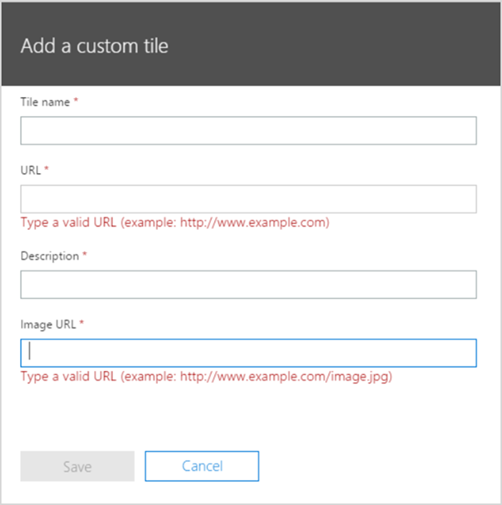 Add a custom tile
Tile name *
URL *
Type a valid URL (example: http://www.example.com)
Description *
Image URL *
Type a valid URL (example: http://www.example.com/image.jpg)
Save
Cancel